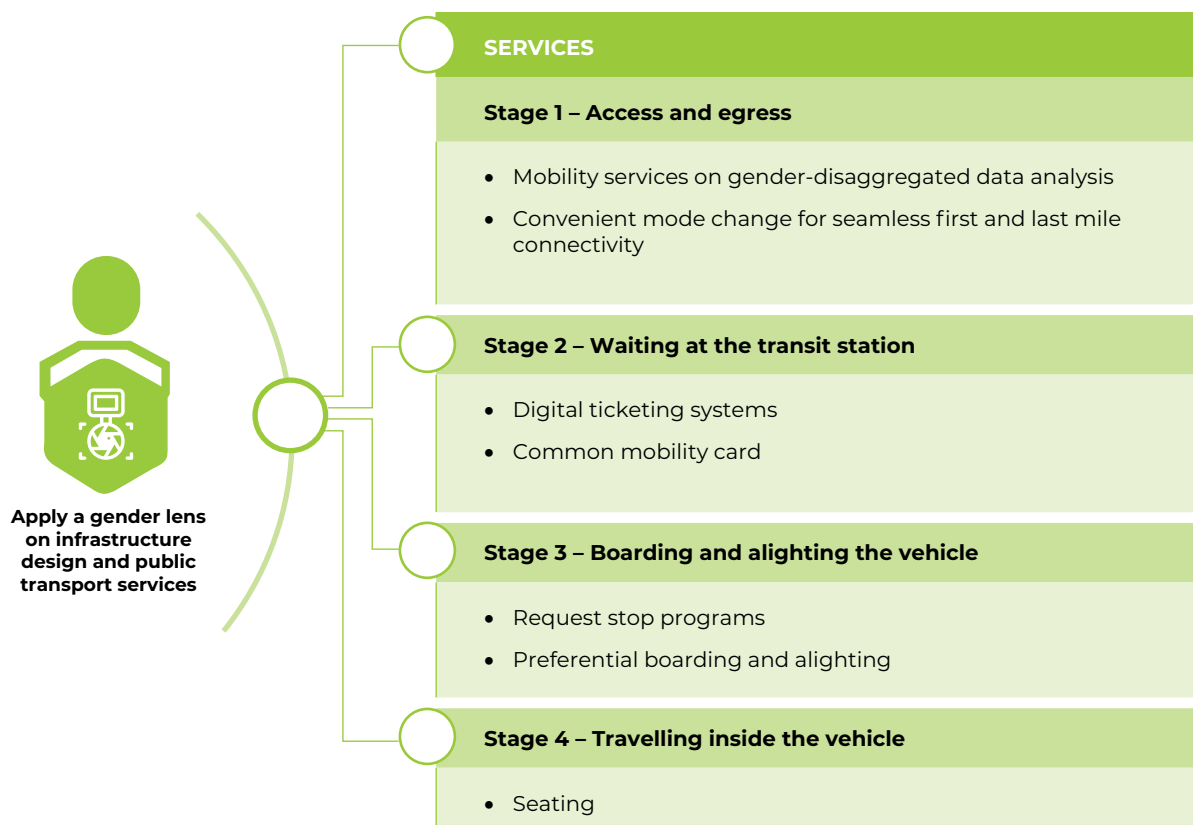 SERVICES
Stage 1 – Access and egress
• Mobility services on gender-disaggregated data analysis
• Convenient mode change for seamless first and last mile
connectivity
Apply a gender lens
on infrastructure
design and public
transport services
Stage 2 – Waiting at the transit station
• Digital ticketing systems
• Common mobility card
Stage 3 – Boarding and alighting the vehicle
• Request stop programs
• Preferential boarding and alighting
Stage 4 – Travelling inside the vehicle
• Seating